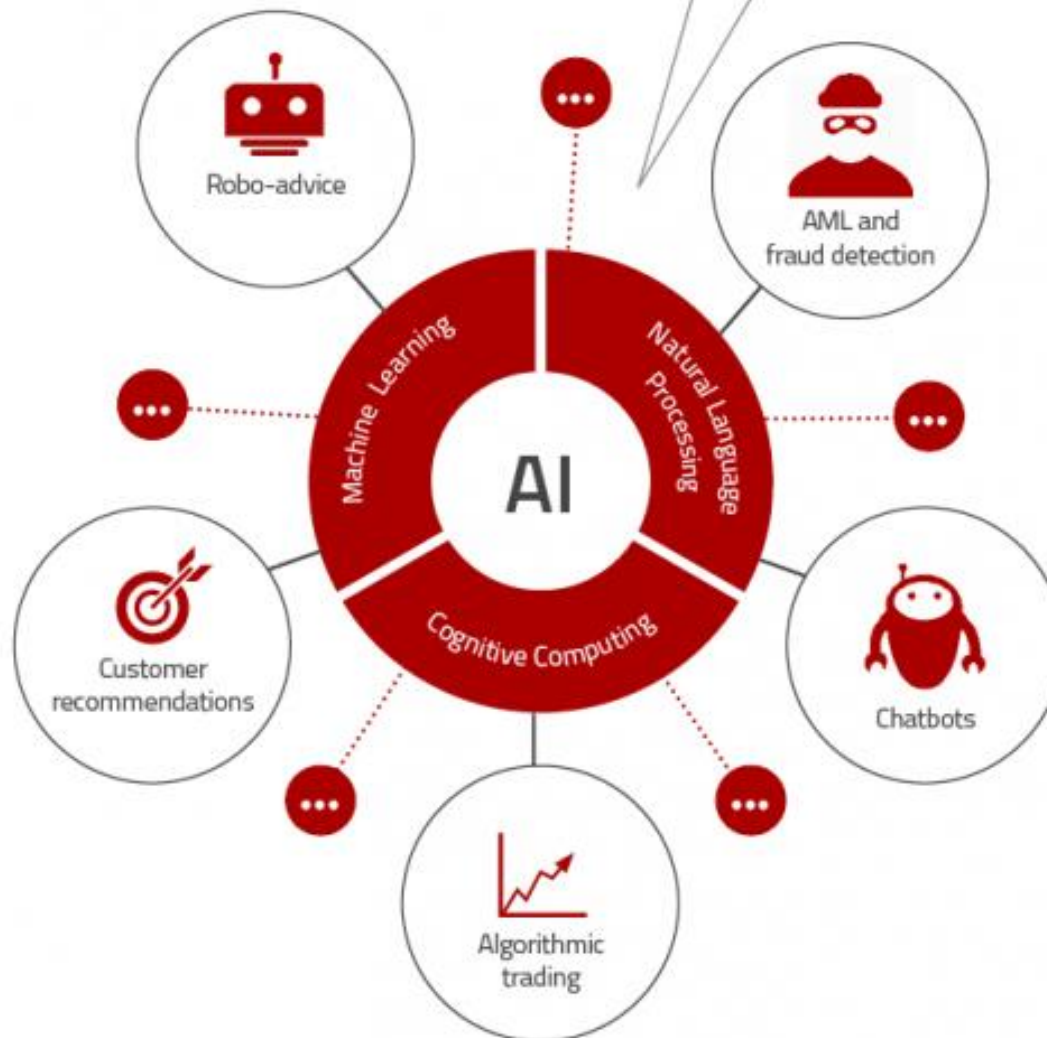 Robo-advice
AML and
fraud detection
Machine Learning
Natural Language
Processing
AI
Cognitive Computing
Customer
recommendations
Chatbots
Algorithmic
trading